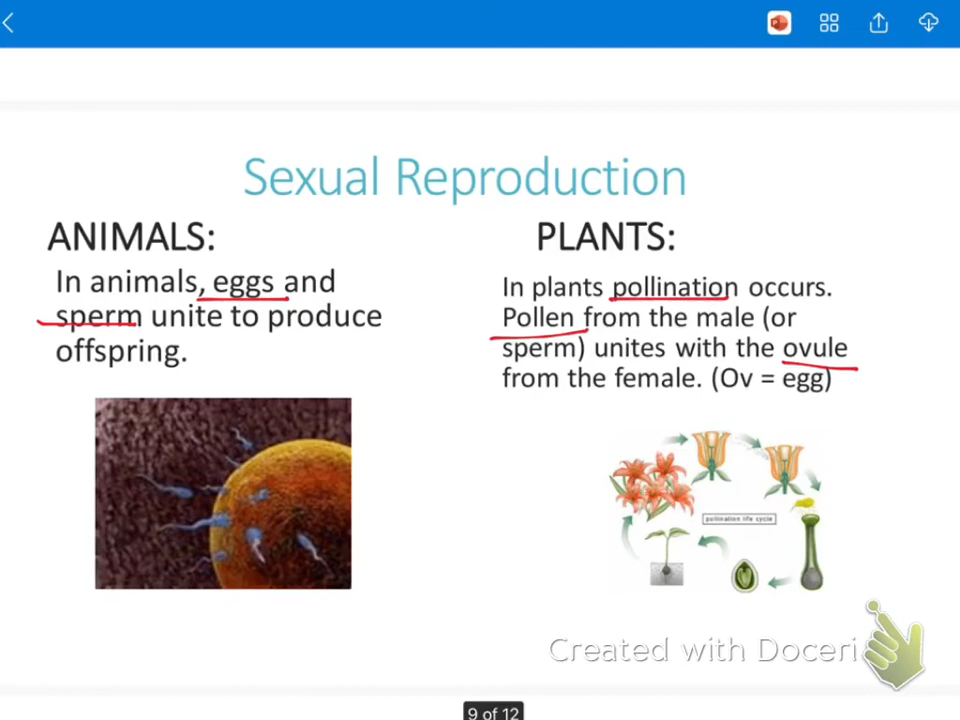 Sexual Reproduction
ANIMALS:
In animals, eggs and
sperm unite to produce
offspring.
PLANTS:
In plants pollination occurs.
Pollen from the male (or
sperm) unites with the ovule
from the female. (Ov = egg)
pollination life cycle
Created with Doceri
9 of 12